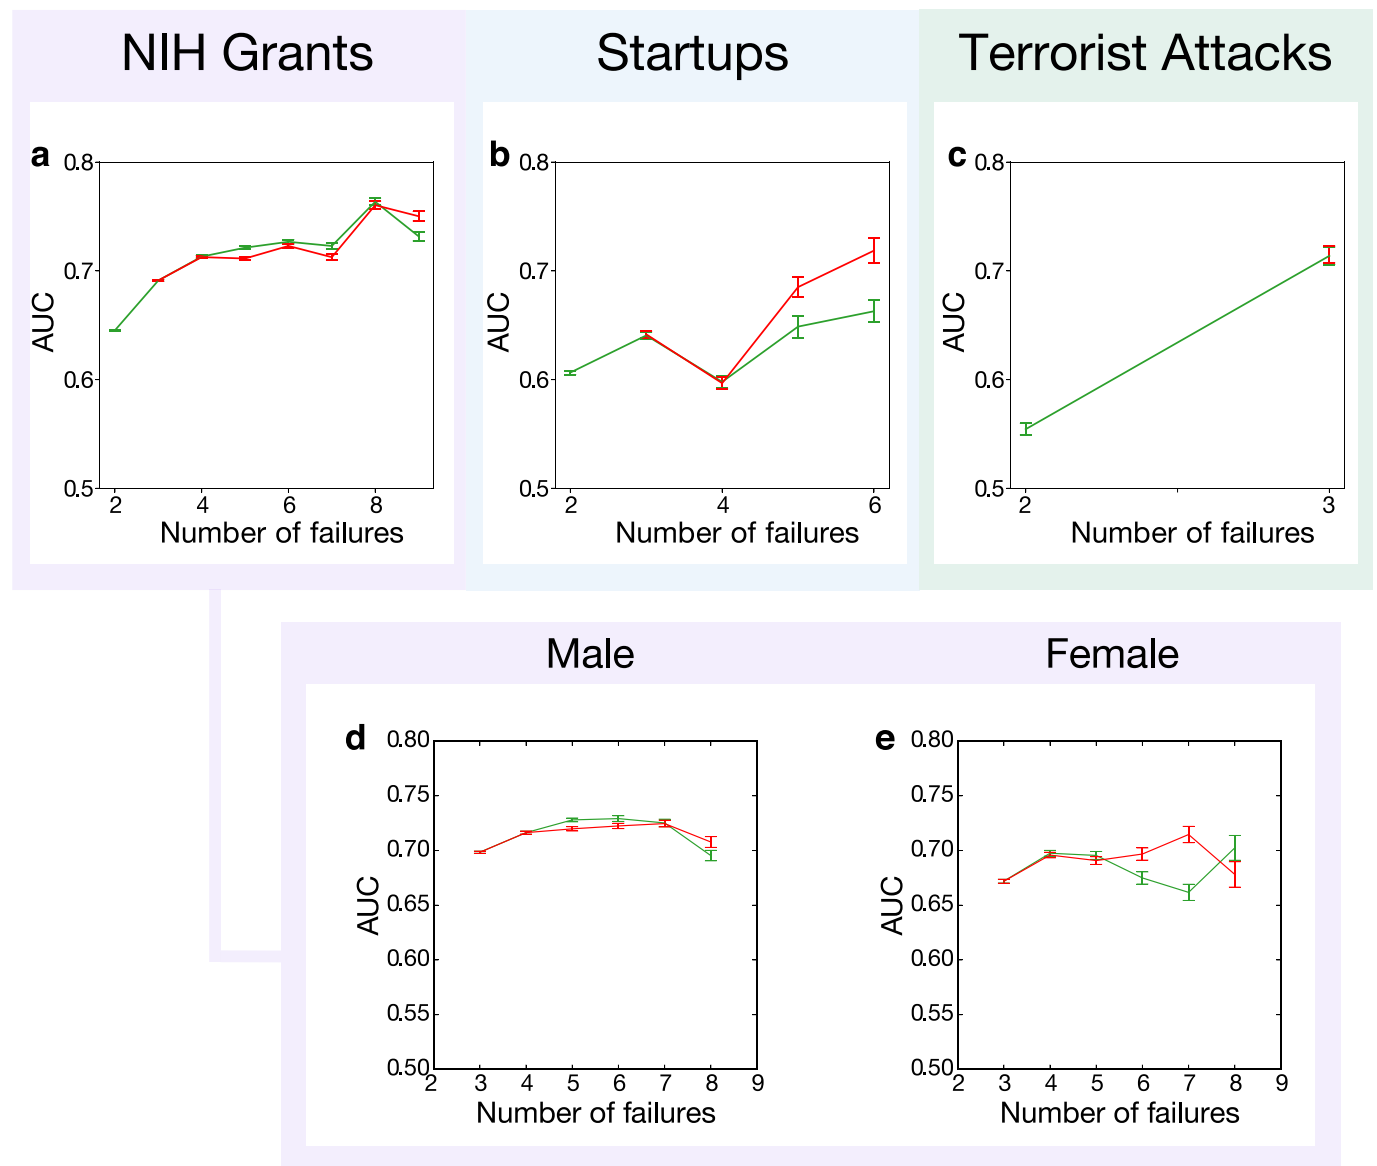 NIH Grants
Startups
Terrorist Attacks
a
0.8
0.7
0.6
0.5
AUC
2 4 6 8
Number of failures
b
0.8
0.7
0.6
0.5
AUC
2 4 6
Number of failures
c
0.8
0.7
0.6
0.5
AUC
2 3
Number of failures
Male
Female
d
0.80
0.75
0.70
0.65
0.60
0.55
0.50
AUC
2 3 4 5 6 7 8 9
Number of failures
e
0.80
0.75
0.70
0.65
0.60
0.55
0.50
AUC
2 3 4 5 6 7 8 9
Number of failures